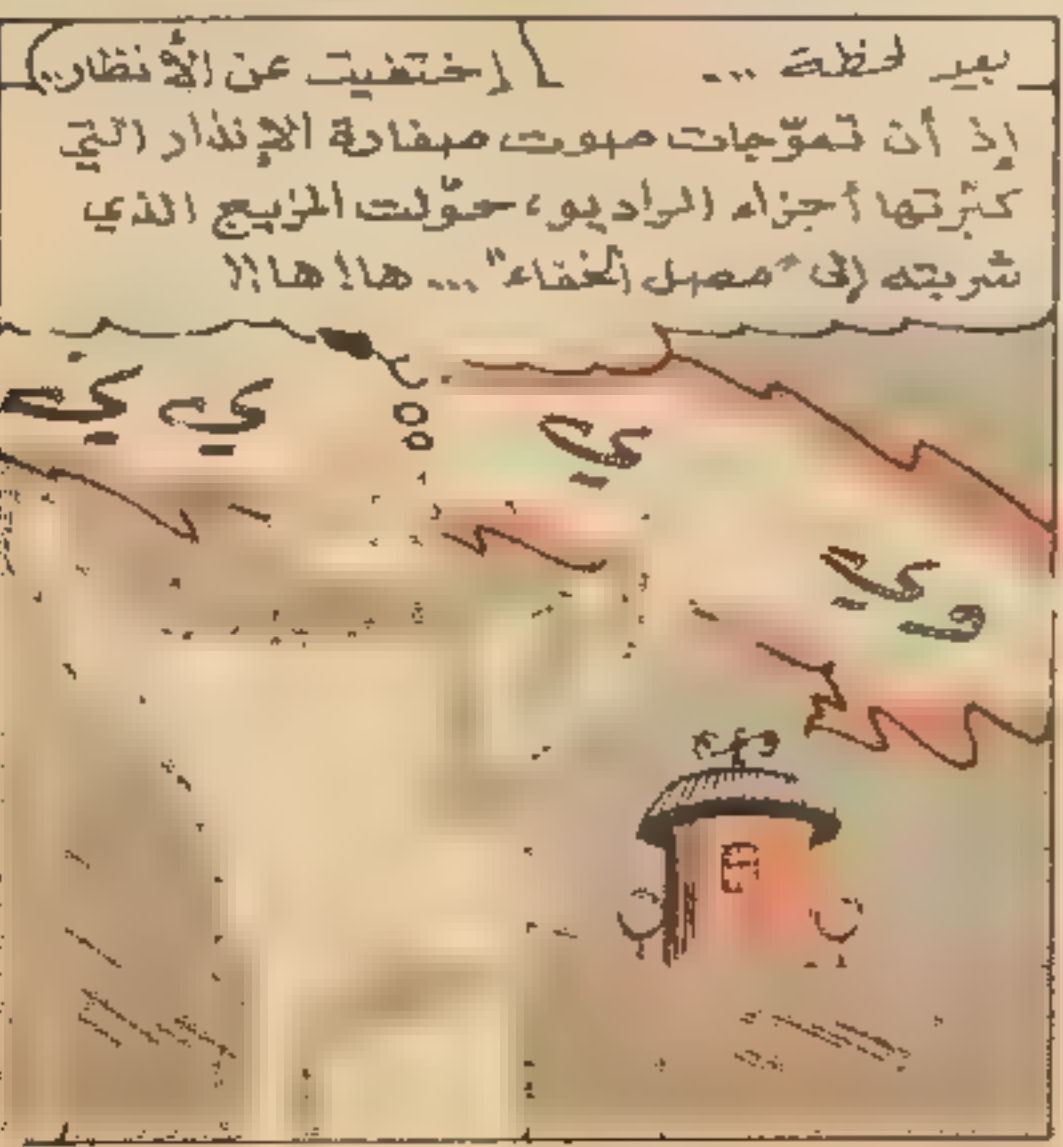 بعد لحظة ...
إختفيت عن الأنظار..
إذ أن تموّجات صوت صفارة الإنذار التي
كبّرتها أجزاء الراديو، حوّلت المزيج الذي
شربته إلى "مصل الخفاء"... ها! ها!!
و ي ي ي ي